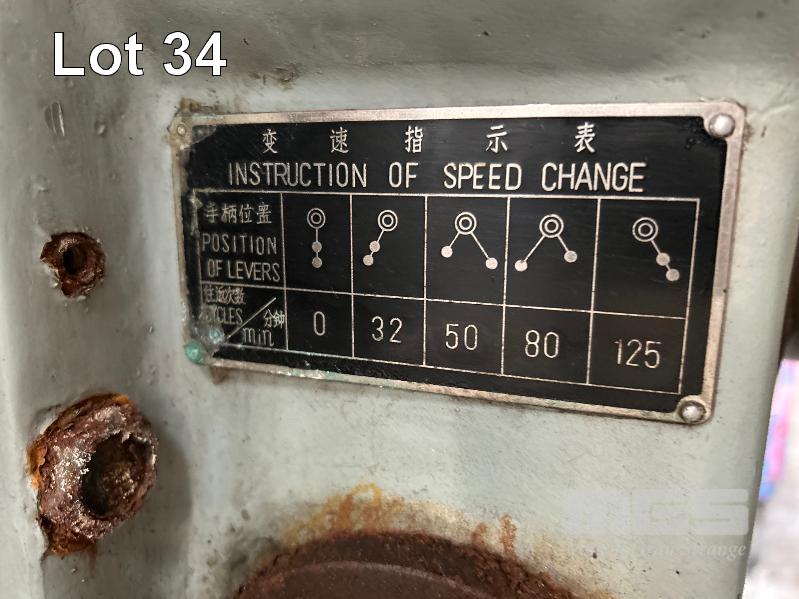 Lot 34
变速指示表
INSTRUCTION OF SPEED CHANGE
手柄位置
POSITION
OF LEVERS
往返次数
CYCLES/分钟
min
0 32 50 80 125